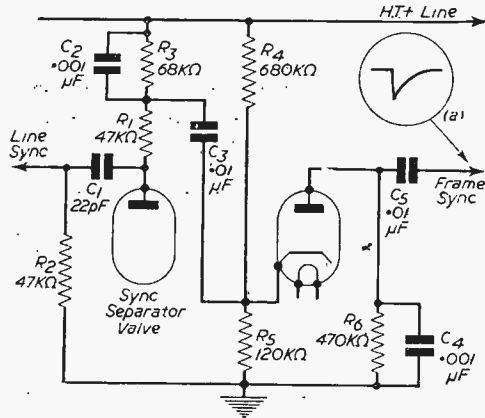 H.T.+ Line
C2
.001
µF
R3
68KΩ
R4
680KΩ
(a)
R1
47KΩ
Line
Sync
C1
22pF
C3
.01
µF
C5
.01
µF
Frame
Sync
R2
47KΩ
Sync
Separator
Valve
R5
120KΩ
R6
470KΩ
C4
.001
µF